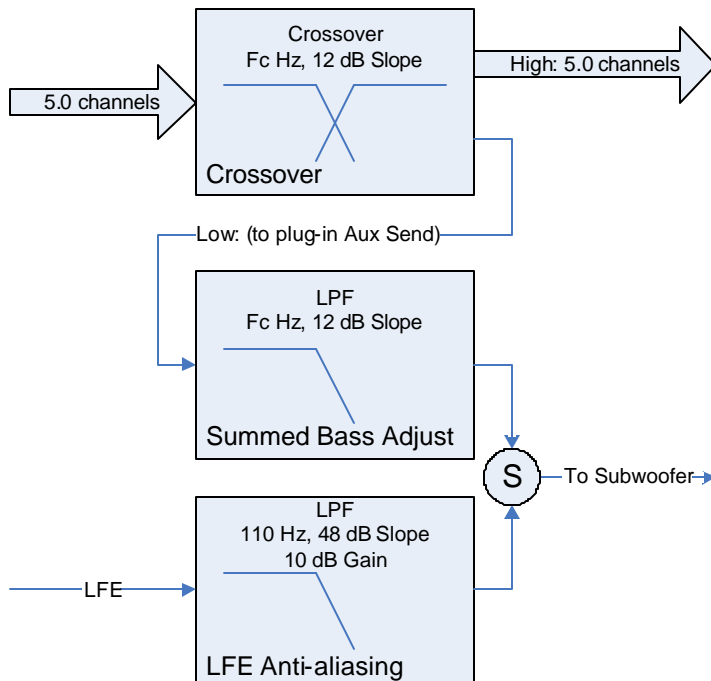 Crossover
Fc Hz, 12 dB Slope
5.0 channels
High: 5.0 channels
Crossover
Low: (to plug-in Aux Send)
LPF
Fc Hz, 12 dB Slope
Summed Bass Adjust
S
To Subwoofer
LPF
110 Hz, 48 dB Slope
10 dB Gain
LFE
LFE Anti-aliasing